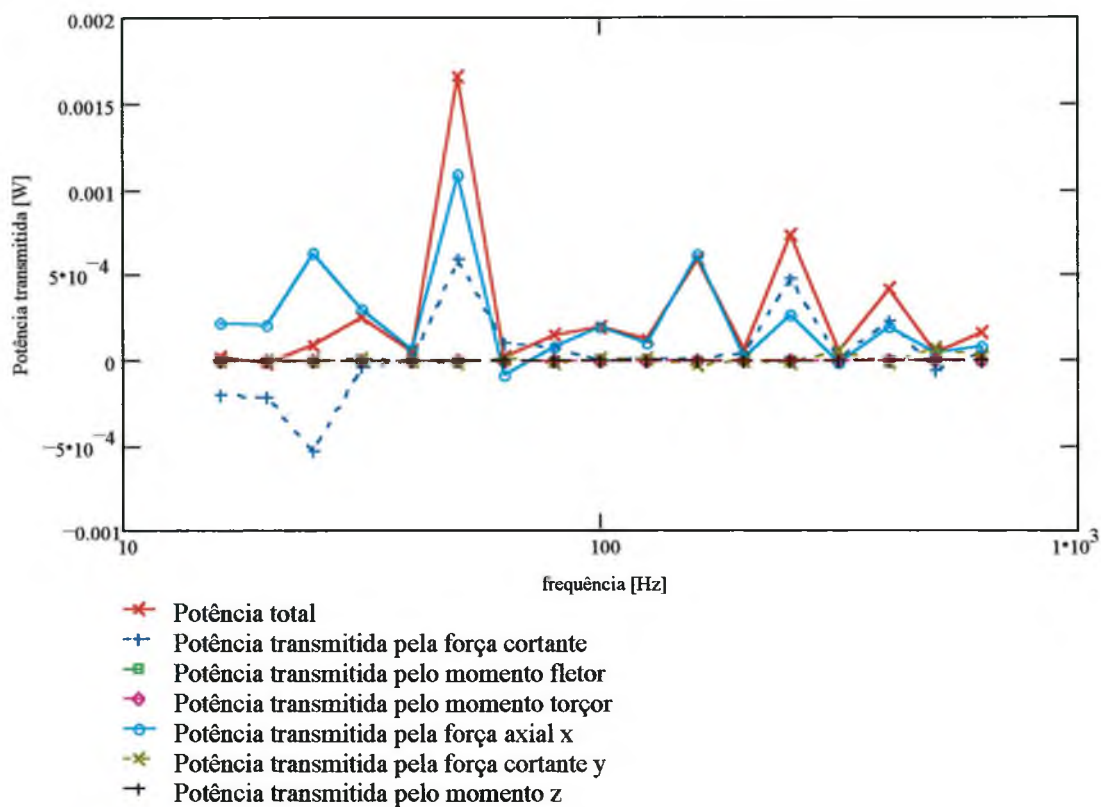 0.002
0.0015
0.001
5•10⁻⁴
0
−5•10⁻⁴
−0.001
Potência transmitida [W]
10
100
1•10³
frequência [Hz]
Potência total
Potência transmitida pela força cortante
Potência transmitida pelo momento fletor
Potência transmitida pelo momento torçor
Potência transmitida pela força axial x
Potência transmitida pela força cortante y
Potência transmitida pelo momento z